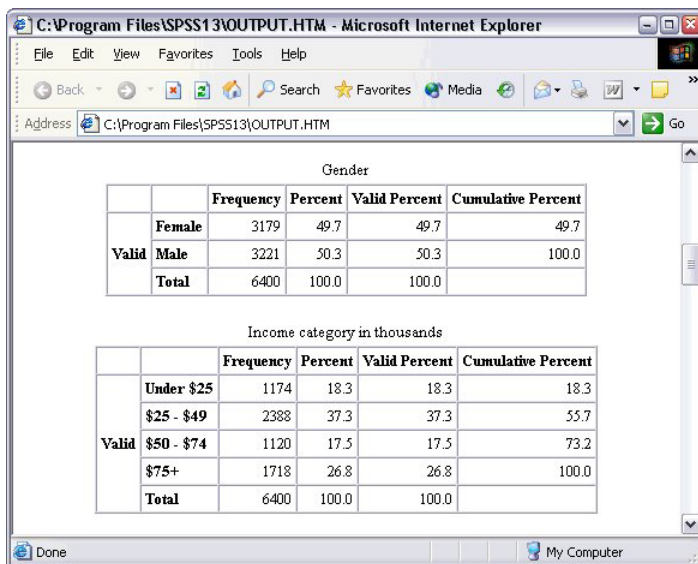 C:\Program Files\SPSS13\OUTPUT.HTM - Microsoft Internet Explorer
File Edit View Favorites Tools Help
Back Search Favorites Media W »
Address C:\Program Files\SPSS13\OUTPUT.HTM Go
Gender
Frequency Percent Valid Percent Cumulative Percent
Valid Female 3179 49.7 49.7 49.7
Male 3221 50.3 50.3 100.0
Total 6400 100.0 100.0
Income category in thousands
Frequency Percent Valid Percent Cumulative Percent
Valid Under $25 1174 18.3 18.3 18.3
$25 - $49 2388 37.3 37.3 55.7
$50 - $74 1120 17.5 17.5 73.2
$75+ 1718 26.8 26.8 100.0
Total 6400 100.0 100.0
Done My Computer